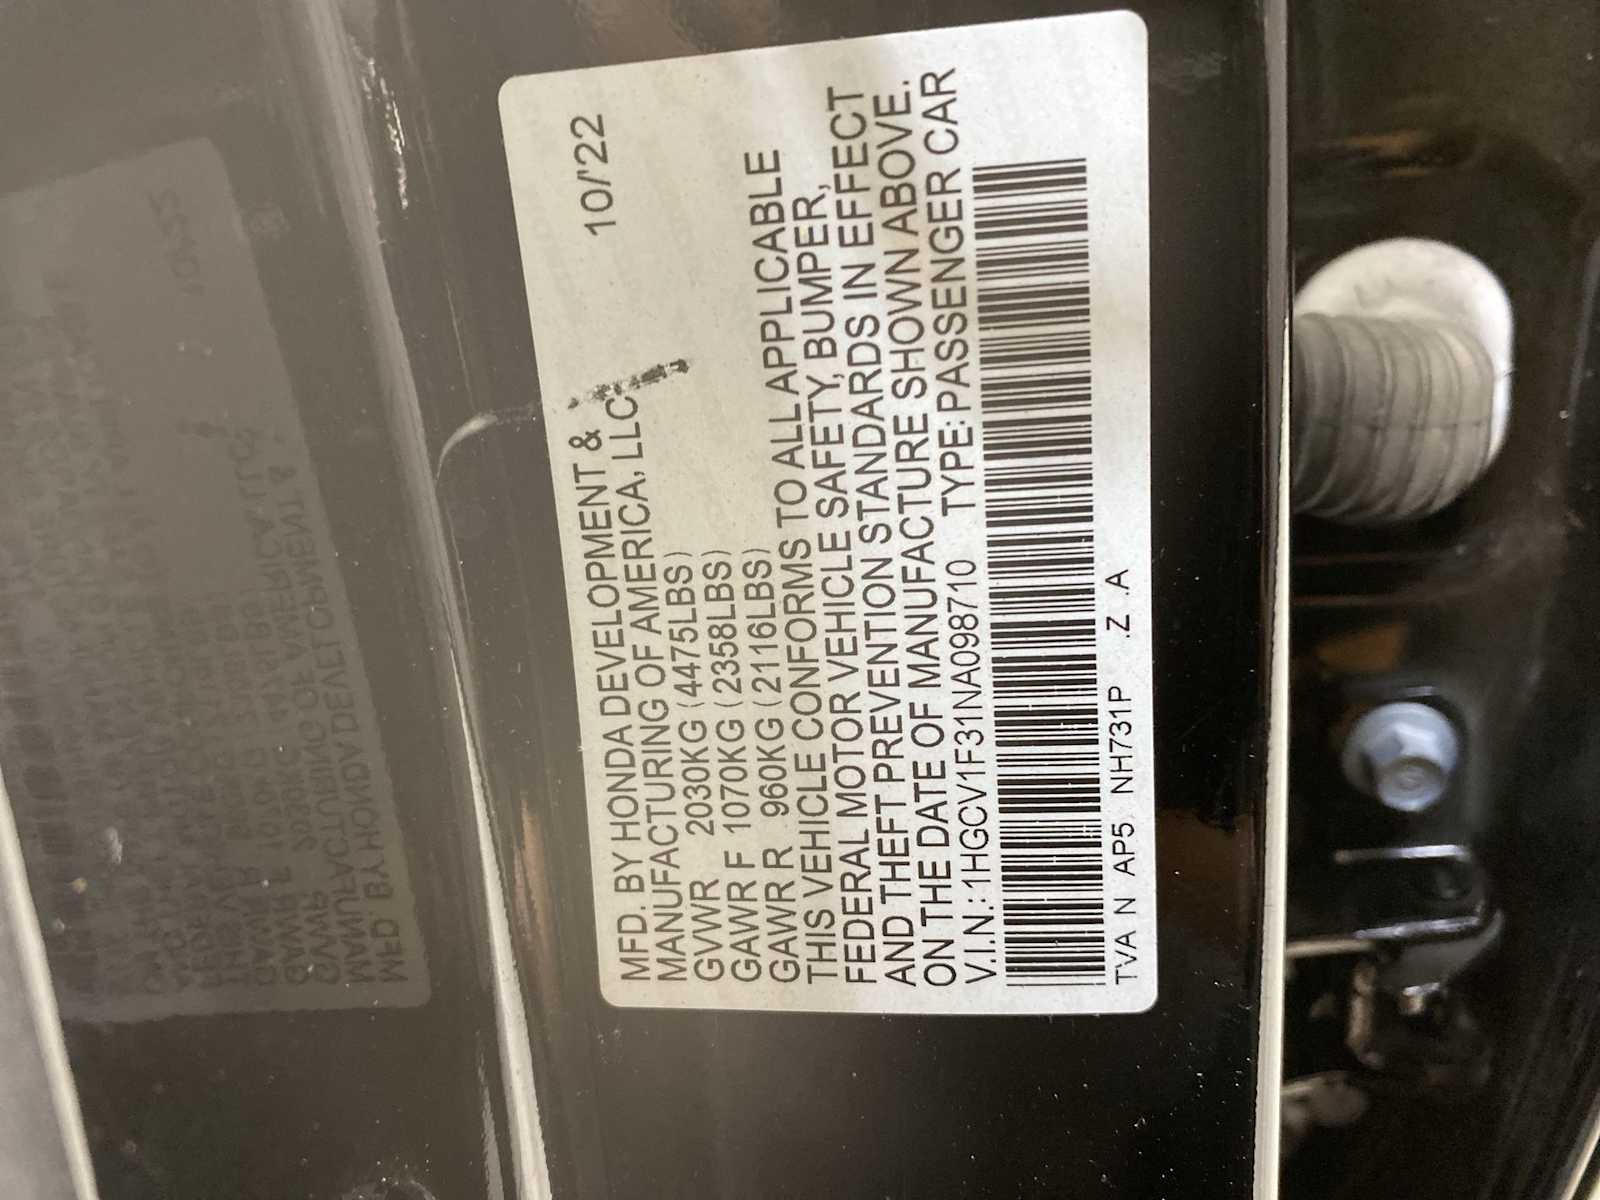 MFD. BY HONDA DEVELOPMENT & 10/'22
MANUFACTURING OF AMERICA, LLC.
GVWR 2030KG (4475LBS)
GAWR F 1070KG (2358LBS)
GAWR R 960KG (2116LBS)
THIS VEHICLE CONFORMS TO ALL APPLICABLE
FEDERAL MOTOR VEHICLE SAFETY, BUMPER,
AND THEFT PREVENTION STANDARDS IN EFFECT
ON THE DATE OF MANUFACTURE SHOWN ABOVE.
V.I.N.: 1HGCV1F31NA098710 TYPE: PASSENGER CAR
TVA N AP5 NH731P .Z .A